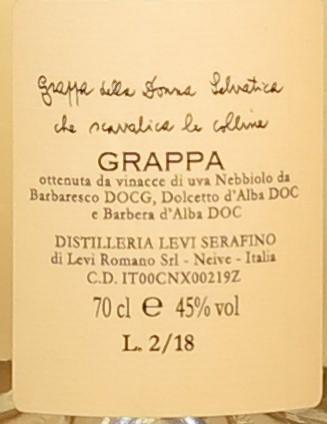 Grappa della Donna Selvatica
che scavalica le colline
GRAPPA
ottenuta da vinacce di uva Nebbiolo da
Barbaresco DOCG, Dolcetto d'Alba DOC
e Barbera d'Alba DOC
DISTILLERIA LEVI SERAFINO
di Levi Romano Srl - Neive - Italia
C.D. IT00CNX00219Z
70 cl e 45% vol
L. 2/18